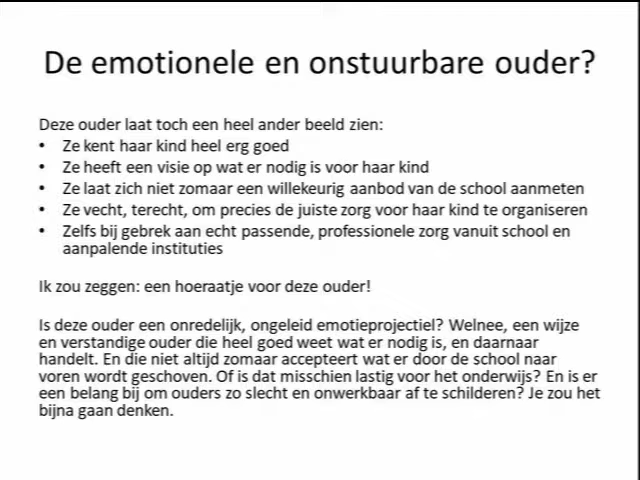 De emotionele en onstuurbare ouder?
Deze ouder laat toch een heel ander beeld zien:
• Ze kent haar kind heel erg goed
• Ze heeft een visie op wat er nodig is voor haar kind
• Ze laat zich niet zomaar een willekeurig aanbod van de school aanmeten
• Ze vecht, terecht, om precies de juiste zorg voor haar kind te organiseren
• Zelfs bij gebrek aan echt passende, professionele zorg vanuit school en
aanpalende instituties
Ik zou zeggen: een hoeraatje voor deze ouder!
Is deze ouder een onredelijk, ongeleid emotieprojectiel? Welnee, een wijze
en verstandige ouder die heel goed weet wat er nodig is, en daarnaar
handelt. En die niet altijd zomaar accepteert wat er door de school naar
voren wordt geschoven. Of is dat misschien lastig voor het onderwijs? En is er
een belang bij om ouders zo slecht en onwerkbaar af te schilderen? Je zou het
bijna gaan denken.